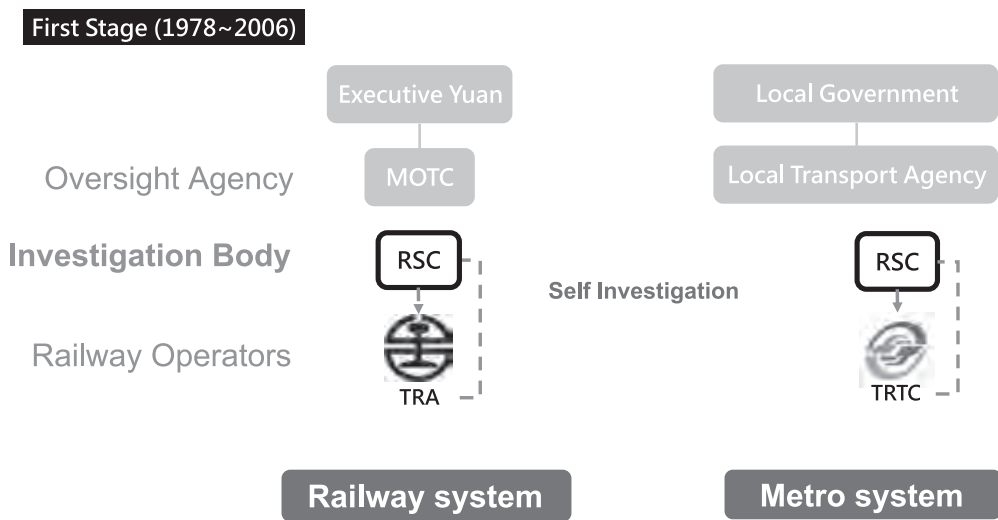 First Stage (1978~2006)
Executive Yuan
Local Government
Oversight Agency
MOTC
Local Transport Agency
Investigation Body
RSC
RSC
Self Investigation
Railway Operators
TRA
TRTC
Railway system
Metro system